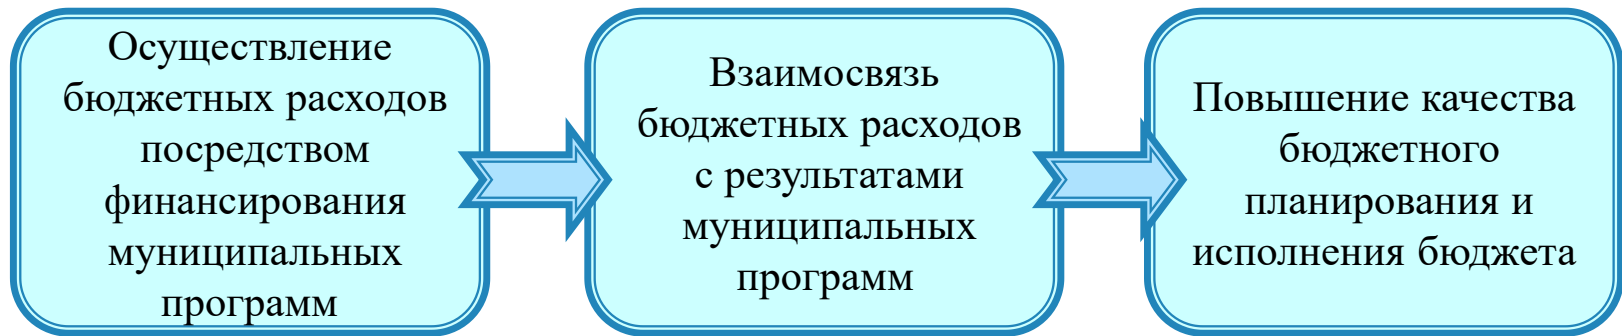 Осуществление
бюджетных расходов
посредством
финансирования
муниципальных
программ
Взаимосвязь
бюджетных расходов
с результатами
муниципальных
программ
Повышение качества
бюджетного
планирования и
исполнения бюджета